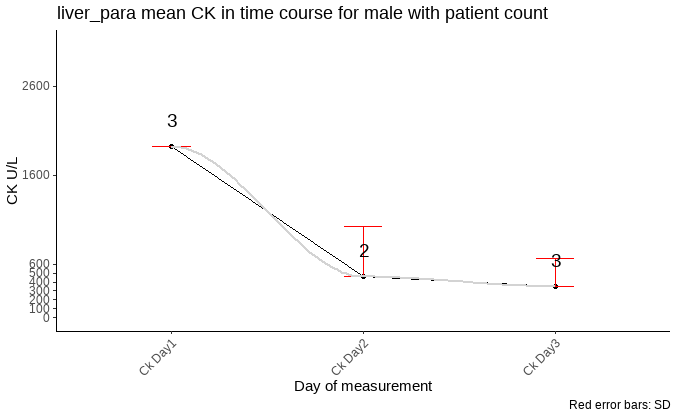 liver_para mean CK in time course for male with patient count
CK U/L
2600
1600
600
500
400
300
200
100
0
3
2
3
Ck Day1
Ck Day2
Ck Day3
Day of measurement
Red error bars: SD